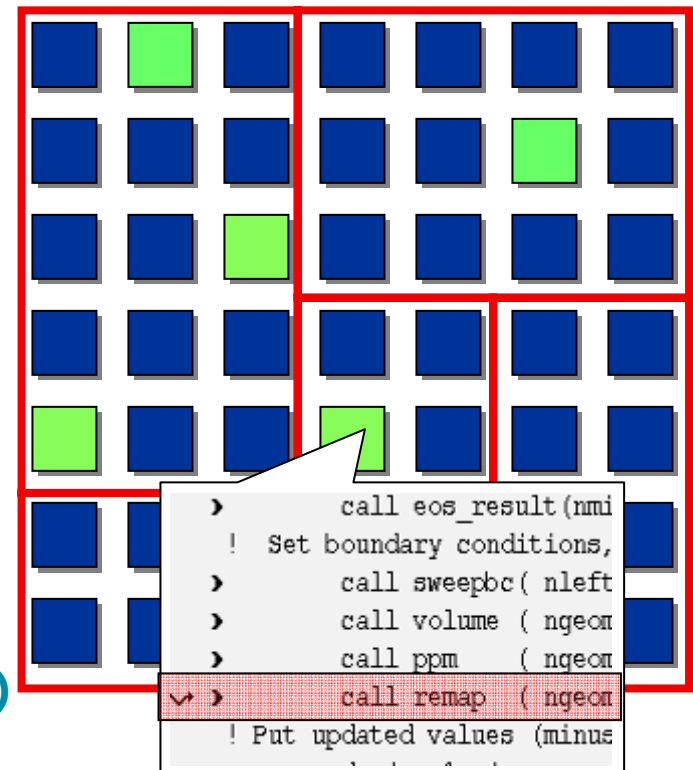 call eos_result(nmi
! Set boundary conditions,
call sweepbc( nleft
call volume ( ngeom
call ppm ( ngeom
call remap ( ngeom
! Put updated values (minus